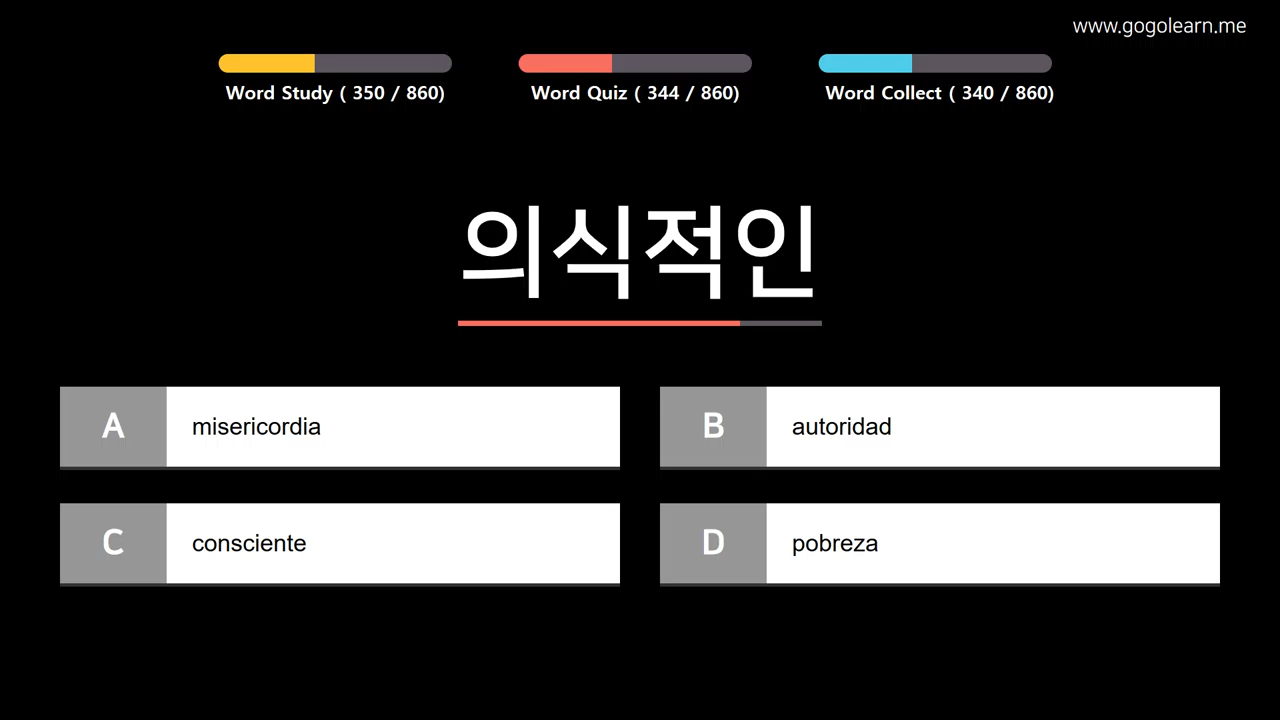 www.gogolearn.me
Word Study ( 350 / 860)
Word Quiz ( 344 / 860)
Word Collect ( 340 / 860)
의식적인
A misericordia
B autoridad
C consciente
D pobreza